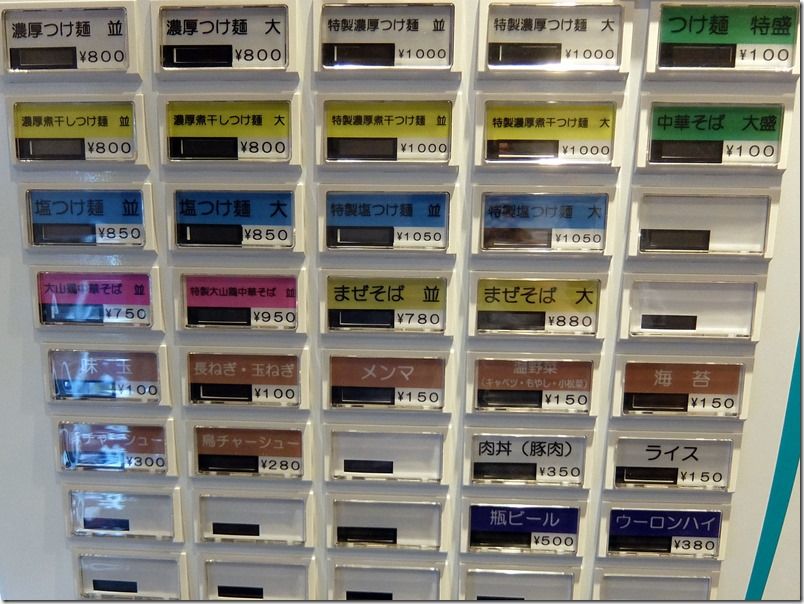 濃厚つけ麺 並
¥800
濃厚つけ麺 大
¥800
特製濃厚つけ麺 並
¥1000
特製濃厚つけ麺 大
¥1000
つけ麺 特盛
¥100
濃厚煮干しつけ麺 並
¥800
濃厚煮干しつけ麺 大
¥800
特製濃厚煮干つけ麺 並
¥1000
特製濃厚煮干つけ麺 大
¥1000
中華そば 大盛
¥100
塩つけ麺 並
¥850
塩つけ麺 大
¥850
特製塩つけ麺 並
¥1050
特製塩つけ麺 大
¥1050
大山鶏中華そば 並
¥750
特製大山鶏中華そば 並
¥950
まぜそば 並
¥780
まぜそば 大
¥880
味・玉
¥100
長ねぎ・玉ねぎ
¥100
メンマ
¥150
温野菜
(キャベツ・もやし・小松菜)
¥150
海苔
¥150
豚チャーシュー
¥300
鳥チャーシュー
¥280
肉丼(豚肉)
¥350
ライス
¥150
瓶ビール
¥500
ウーロンハイ
¥380